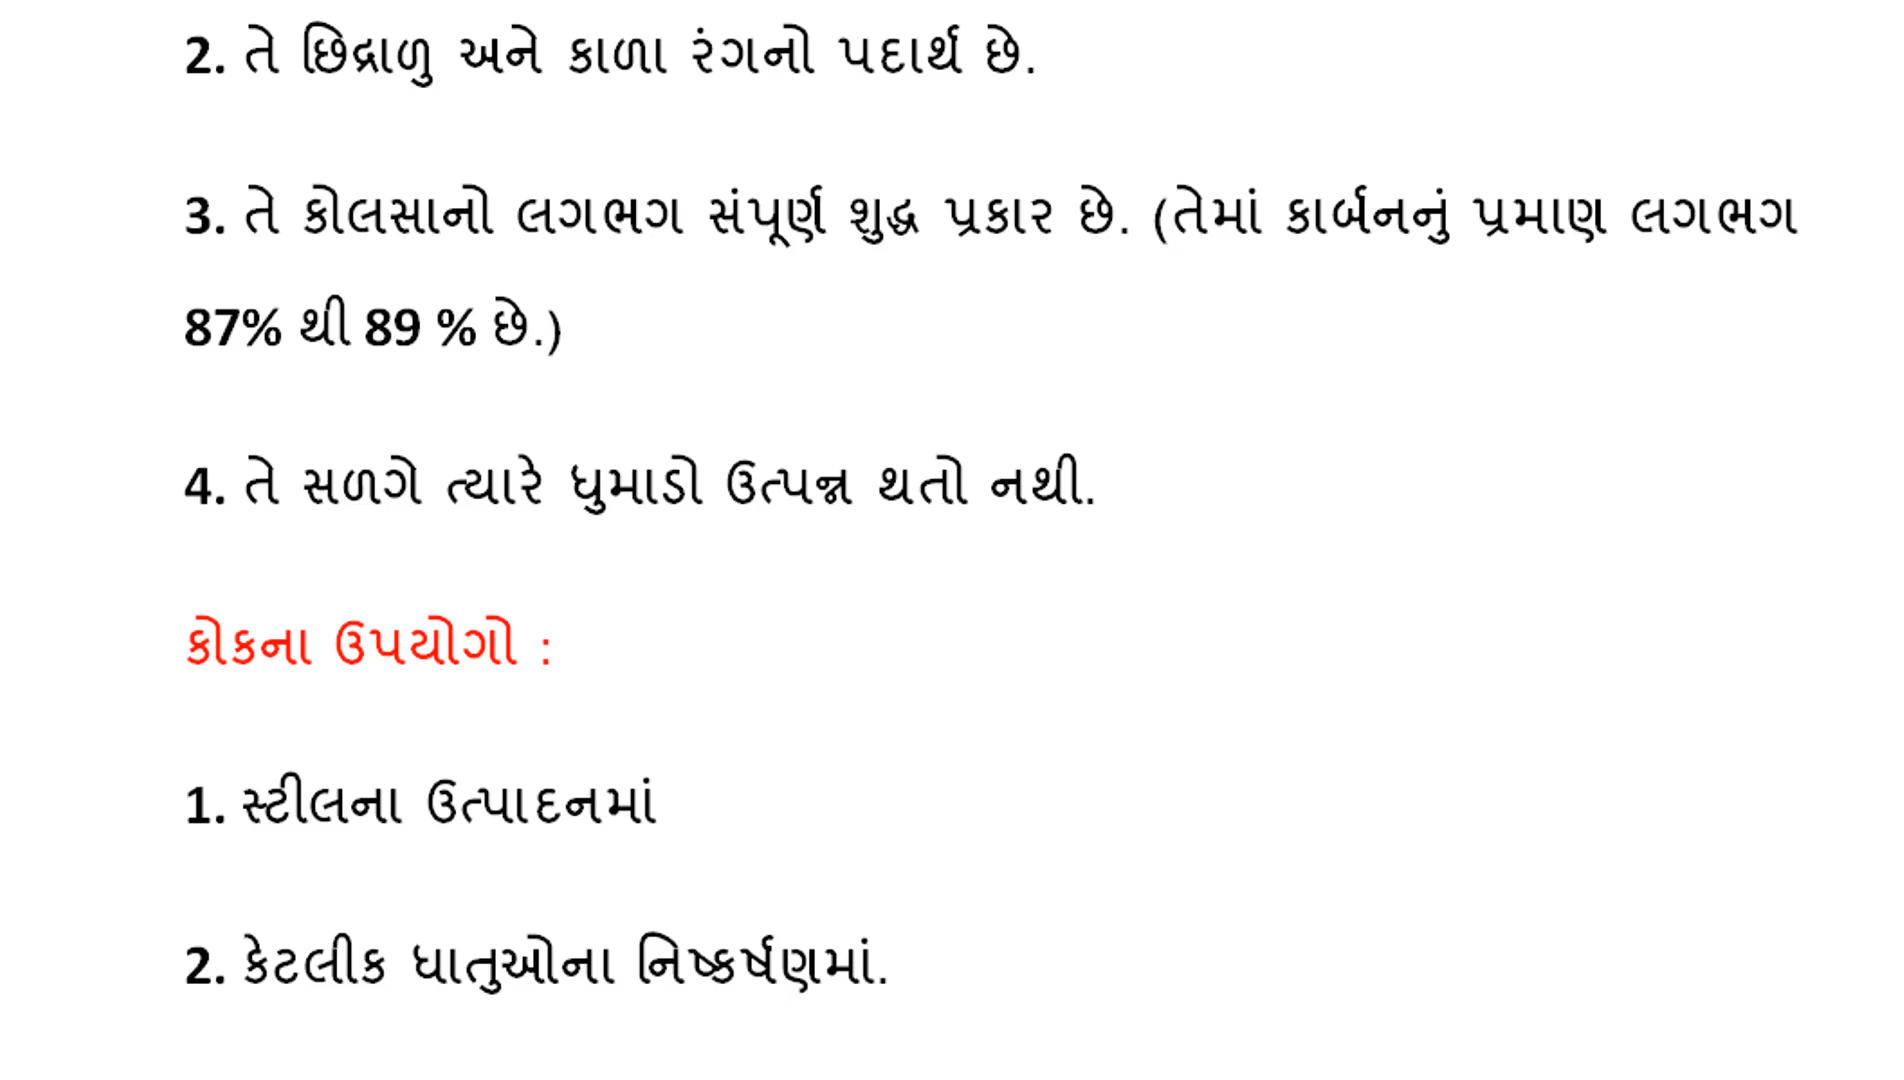 2. તે છિદ્રાળુ અને કાળા રંગનો પદાર્થ છે.
3. તે કોલસાનો લગભગ સંપૂર્ણ શુદ્ધ પ્રકાર છે. (તેમાં કાર્બનનું પ્રમાણ લગભગ
87% થી 89 % છે.)
4. તે સળગે ત્યારે ધુમાડો ઉત્પન્ન થતો નથી.
કોકના ઉપયોગો :
1. સ્ટીલના ઉત્પાદનમાં
2. કેટલીક ધાતુઓના નિષ્કર્ષણમાં.